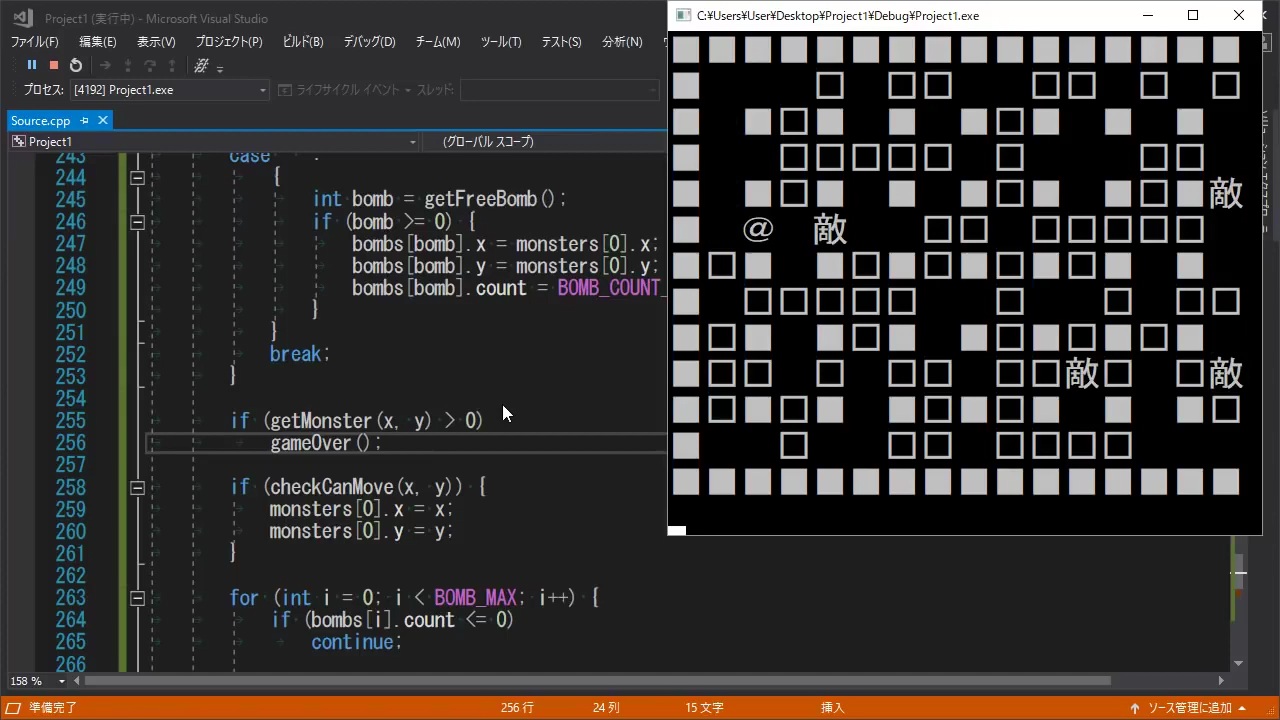 Project1 (実行中) - Microsoft Visual Studio
ファイル(F) 編集(E) 表示(V) プロジェクト(P) ビルド(B) デバッグ(D) チーム(M) ツール(T) テスト(S) 分析(N)
プロセス: [4192] Project1.exe ライフサイクル イベント スレッド:
Source.cpp
Project1 (グローバル スコープ)
243 case
244 {
245 int bomb = getFreeBomb();
246 if (bomb >= 0) {
247 bombs[bomb].x = monsters[0].x;
248 bombs[bomb].y = monsters[0].y;
249 bombs[bomb].count = BOMB_COUNT_
250 }
251 }
252 break;
253 }
254
255 if (getMonster(x, y) > 0)
256 gameOver();
257
258 if (checkCanMove(x, y)) {
259 monsters[0].x = x;
260 monsters[0].y = y;
261 }
262
263 for (int i = 0; i < BOMB_MAX; i++) {
264 if (bombs[i].count <= 0)
265 continue;
266
158 %
準備完了 256 行 24 列 15 文字 挿入 ソース管理に追加
C:¥Users¥User¥Desktop¥Project1¥Debug¥Project1.exe
■■■■■■■■■■■■■■■■
■   □ □□  □□ □ □
■ ■□■ ■ ■□■ ■ ■
■  □□□□□ □   □□
■ ■□■ ■ ■□■ ■□■敵
■ @ 敵  □□ □□□□□
■□■ ■□■□■□■□■ ■
■ □□□□□  □  □ □□
■□■ ■□■ ■□■□■□■
■□□ □ □□ □□敵□ □敵
■□■□■ ■□■□■ ■ ■□
■  □  □□ □□□□
■■■■■■■■■■■■■■■■